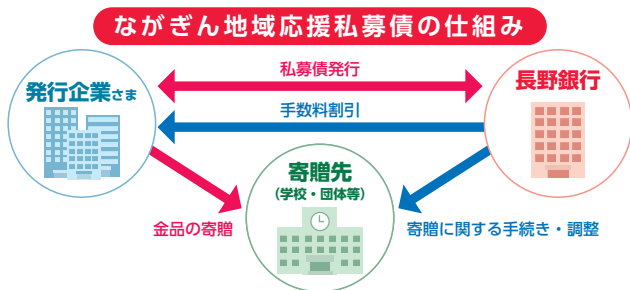 ながぎん地域応援私募債の仕組み
私募債発行
発行企業さま
長野銀行
手数料割引
寄贈先
(学校・団体等)
金品の寄贈
寄贈に関する手続き・調整